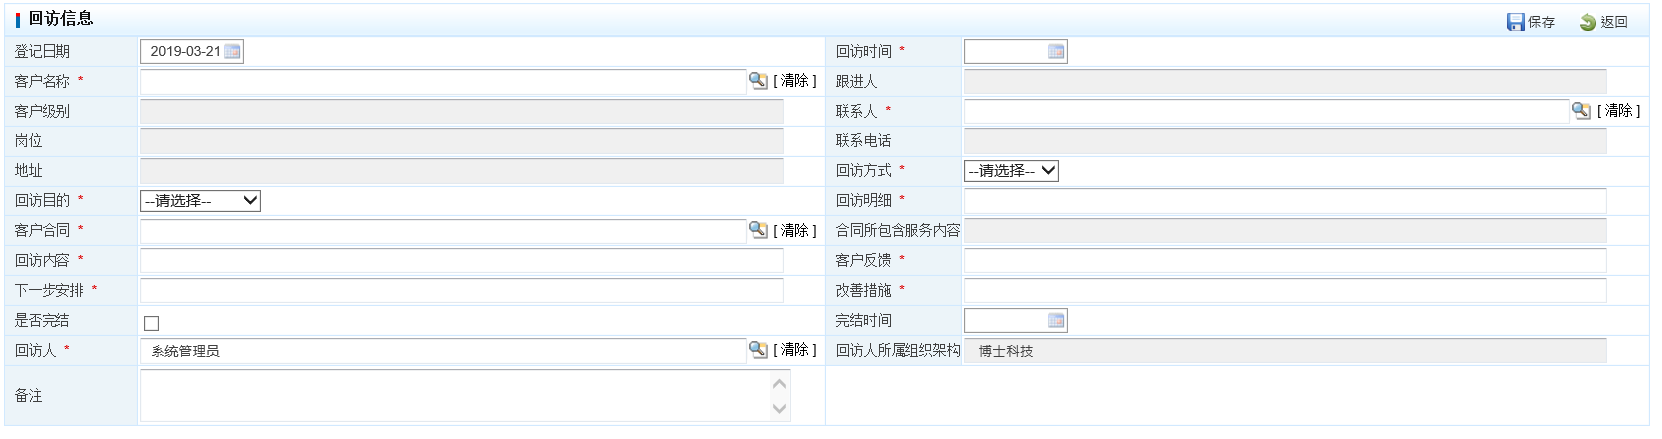 回访信息
保存 返回
登记日期 2019-03-21 回访时间 *
客户名称 * [ 清除 ] 跟进人
客户级别 联系人 * [ 清除 ]
岗位 联系电话
地址 回访方式 * --请选择--
回访目的 * --请选择-- 回访明细 *
客户合同 * [ 清除 ] 合同所包含服务内容
回访内容 * 客户反馈 *
下一步安排 * 改善措施 *
是否完结 完结时间
回访人 * 系统管理员 [ 清除 ] 回访人所属组织架构 博士科技
备注